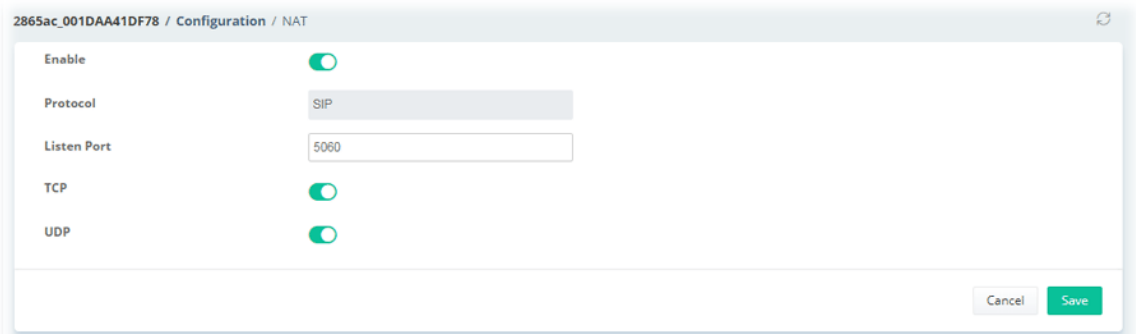 2865ac_001DAA41DF78 / Configuration / NAT
Enable
Protocol SIP
Listen Port 5060
TCP
UDP
Cancel Save